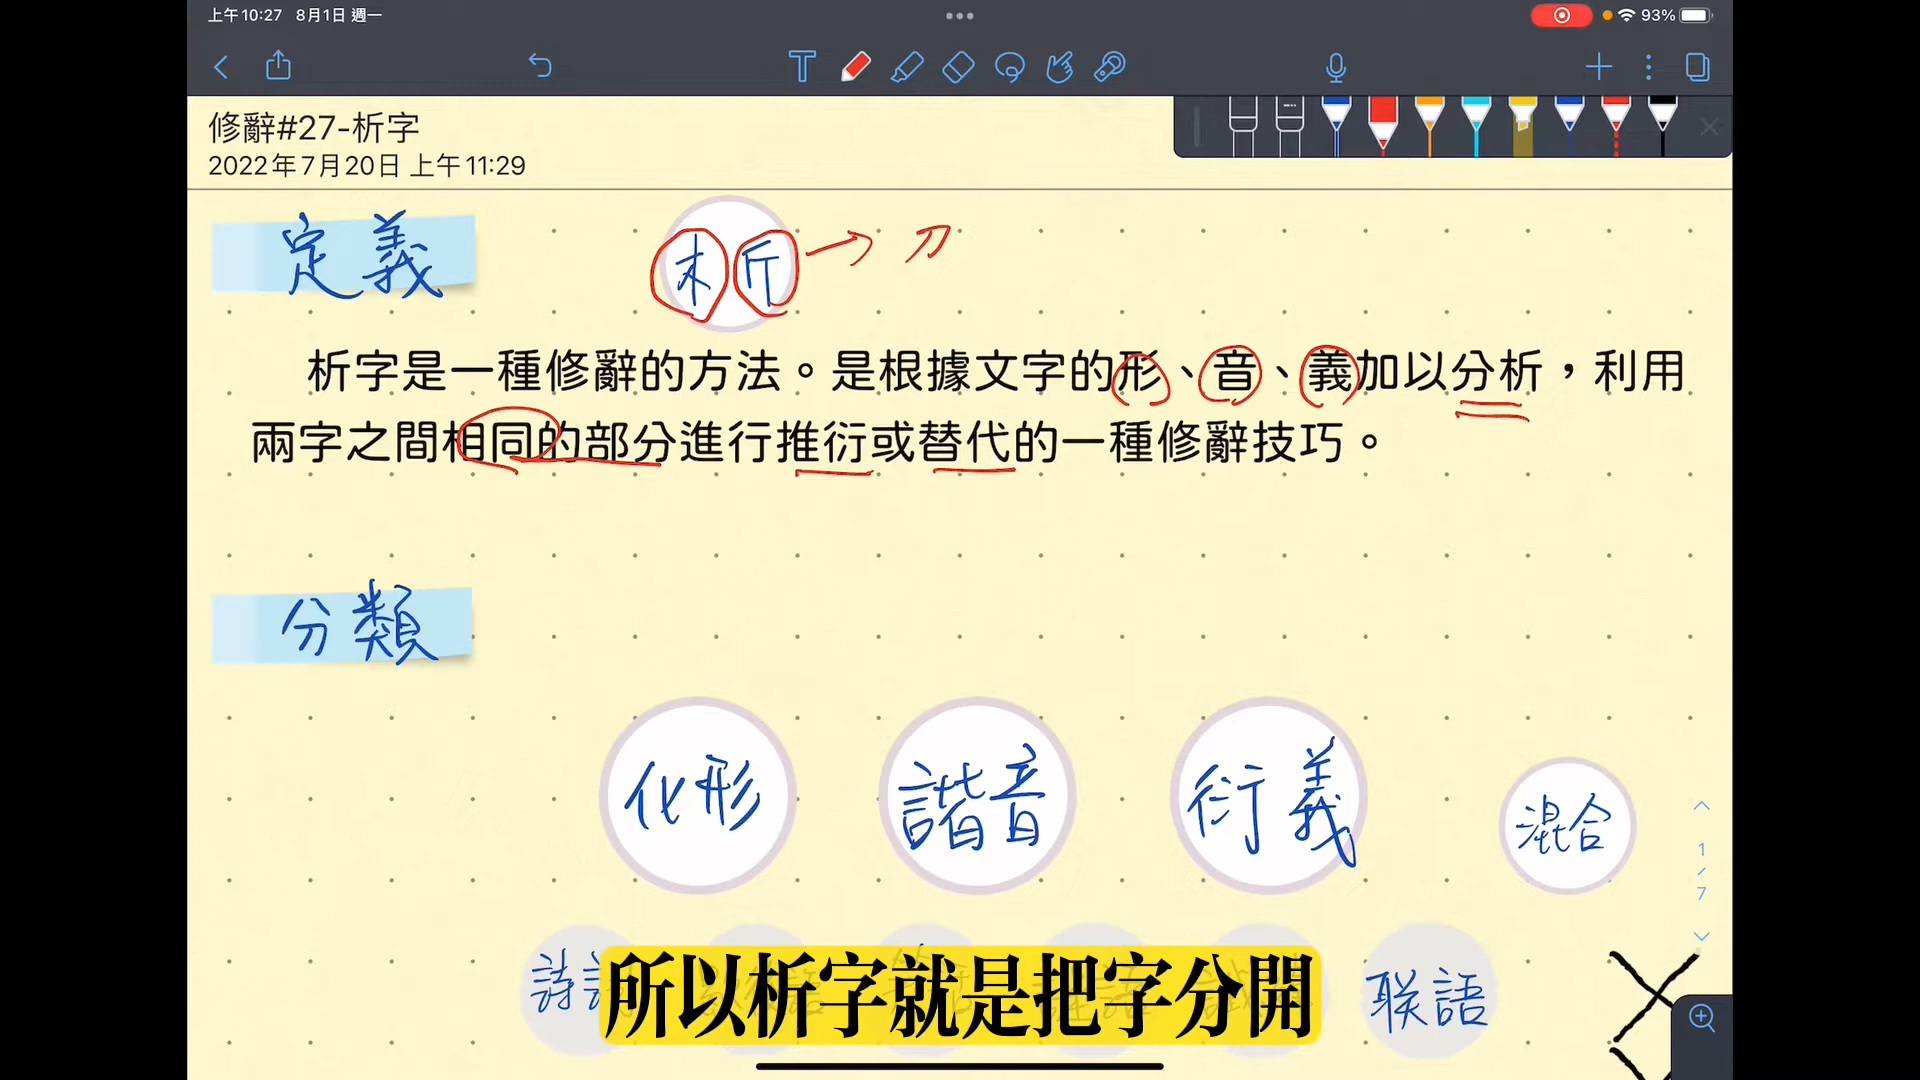 上午10:27 8月1日 週一
93%
修辭#27-析字
2022年7月20日 上午11:29
定義
木斤 → 刀
析字是一種修辭的方法。是根據文字的形、音、義加以分析，利用
兩字之間相同的部分進行推衍或替代的一種修辭技巧。
分類
化形
諧音
衍義
混合
1/7
詩
聯語
所以析字就是把字分開